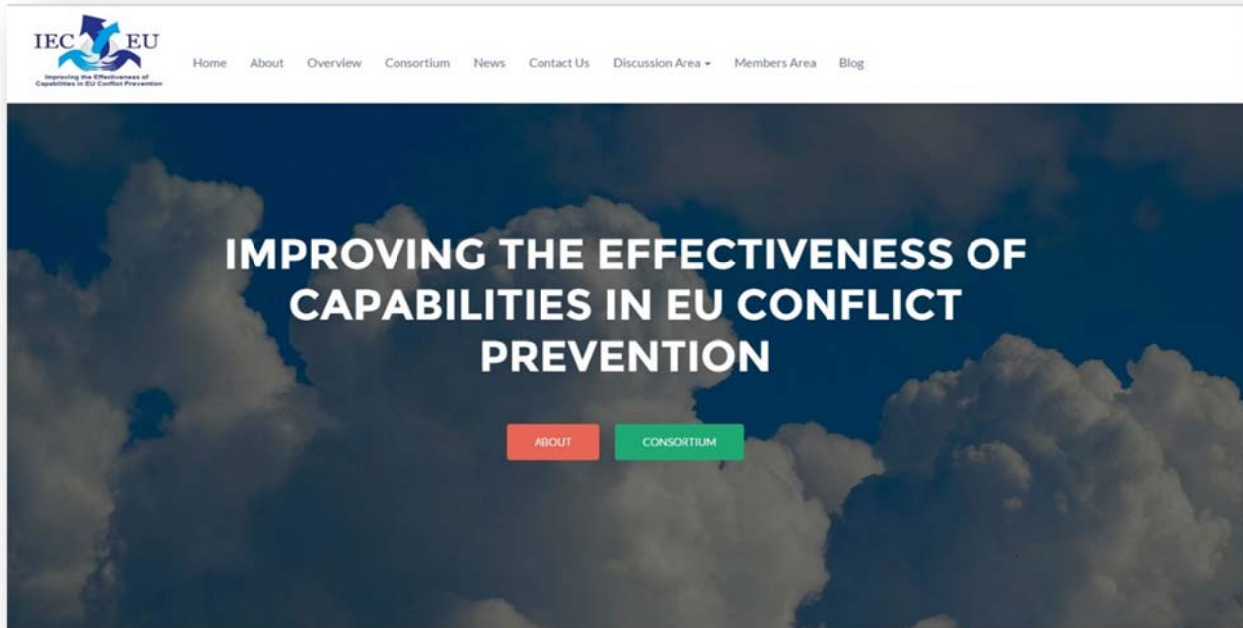 IEC EU
Improving the Effectiveness of
Capabilities in EU Conflict Prevention
Home About Overview Consortium News Contact Us Discussion Area Members Area Blog
IMPROVING THE EFFECTIVENESS OF
CAPABILITIES IN EU CONFLICT
PREVENTION
ABOUT CONSORTIUM